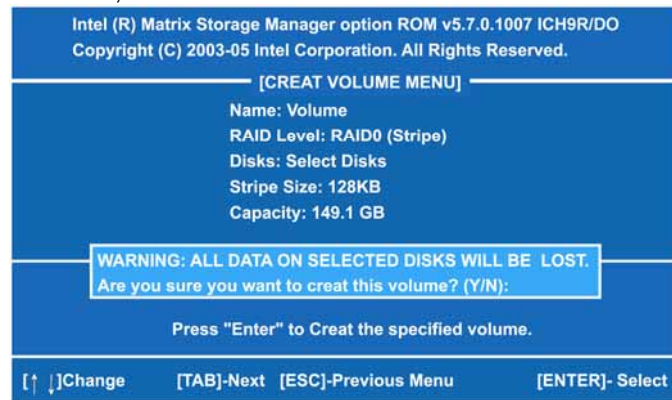 Intel (R) Matrix Storage Manager option ROM v5.7.0.1007 ICH9R/DO
Copyright (C) 2003-05 Intel Corporation. All Rights Reserved.
[CREAT VOLUME MENU]
Name: Volume
RAID Level: RAID0 (Stripe)
Disks: Select Disks
Stripe Size: 128KB
Capacity: 149.1 GB
WARNING: ALL DATA ON SELECTED DISKS WILL BE LOST.
Are you sure you want to creat this volume? (Y/N):
Press "Enter" to Creat the specified volume.
[↑ ↓]Change [TAB]-Next [ESC]-Previous Menu [ENTER]- Select